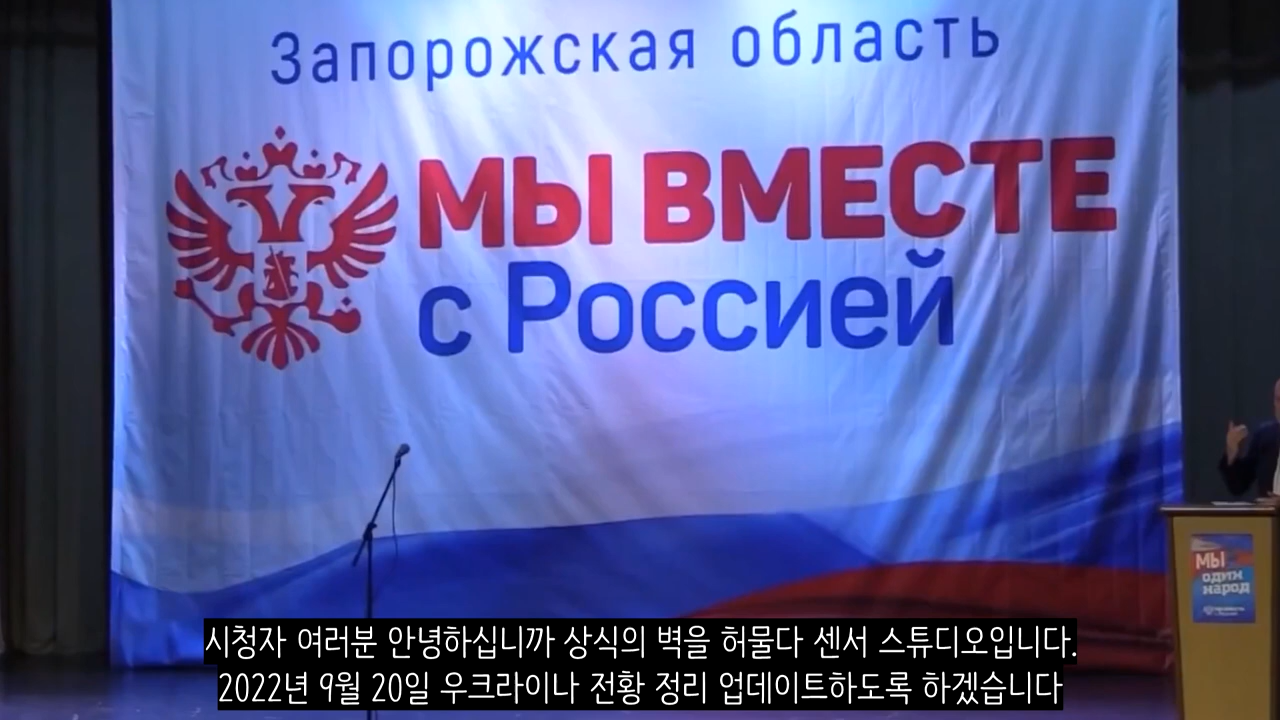 Запорожская область
МЫ ВМЕСТЕ
с Россией
МЫ
один
народ
시청자 여러분 안녕하십니까 상식의 벽을 허물다 센서 스튜디오입니다.
2022년 9월 20일 우크라이나 전황 정리 업데이트하도록 하겠습니다